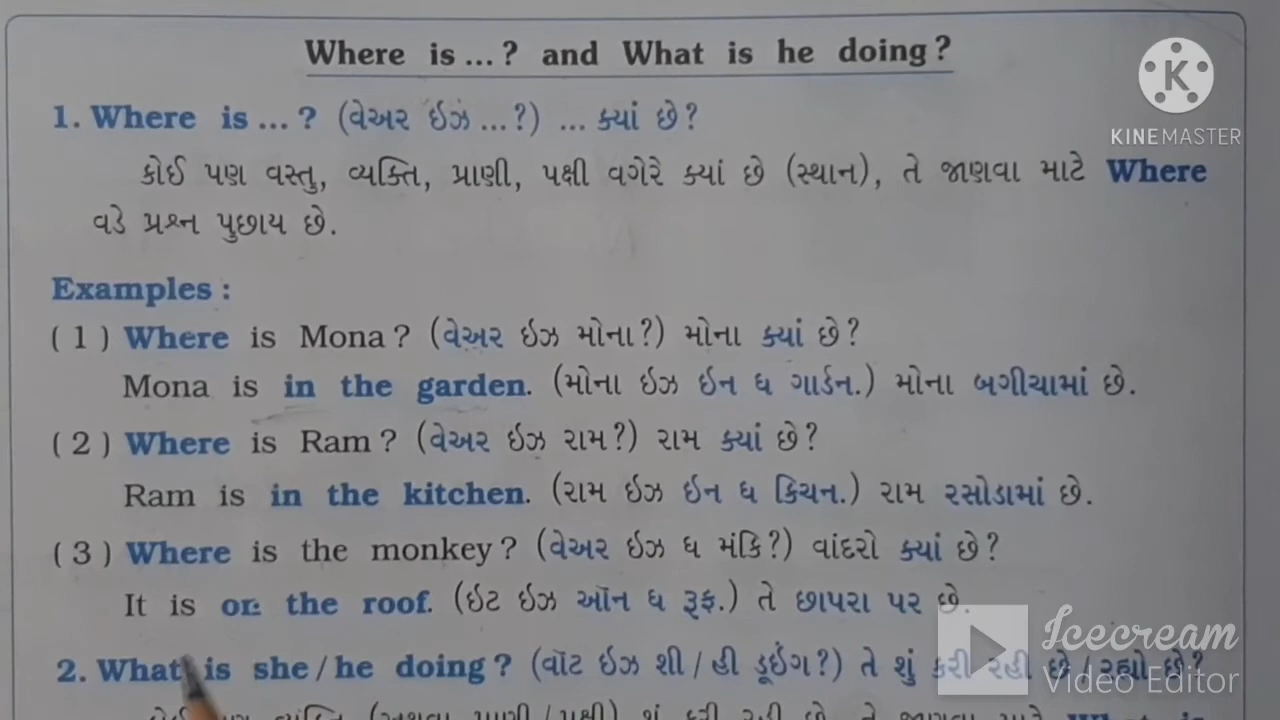 Where is ... ? and What is he doing ?
KINEMASTER
1. Where is ... ? (વેઅર ઇઝ ...?) ... ક્યાં છે?
કોઈ પણ વસ્તુ, વ્યક્તિ, પ્રાણી, પક્ષી વગેરે ક્યાં છે (સ્થાન), તે જાણવા માટે Where
વડે પ્રશ્ન પુછાય છે.
Examples :
( 1 ) Where is Mona ? (વેઅર ઇઝ મોના?) મોના ક્યાં છે?
Mona is in the garden. (મોના ઇઝ ઇન ધ ગાર્ડન.) મોના બગીચામાં છે.
( 2 ) Where is Ram ? (વેઅર ઇઝ રામ?) રામ ક્યાં છે?
Ram is in the kitchen. (રામ ઇઝ ઇન ધ કિચન.) રામ રસોડામાં છે.
( 3 ) Where is the monkey ? (વેઅર ઇઝ ધ મંકિ?) વાંદરો ક્યાં છે?
It is on the roof. (ઇટ ઇઝ ઑન ધ રૂફ.) તે છાપરા પર છે.
Icecream
Video Editor
2. What is she / he doing ? (વૉટ ઇઝ શી / હી ડૂઇંગ?) તે શું કરી રહી છે / રહ્યો છે?